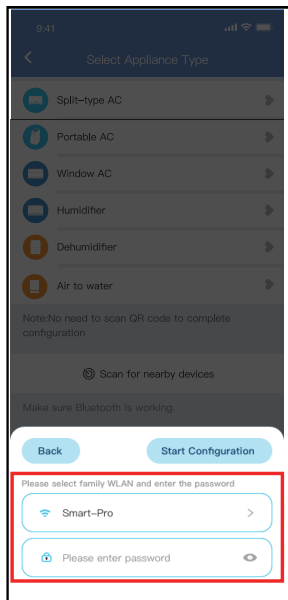 9:41
Select Appliance Type
Split-type AC
Portable AC
Window AC
Humidifier
Dehumidifier
Air to water
Note:No need to scan QR code to complete
configuration
Scan for nearby devices
Make sure Bluetooth is working.
Back
Start Configuration
Please select family WLAN and enter the password
Smart-Pro
Please enter password